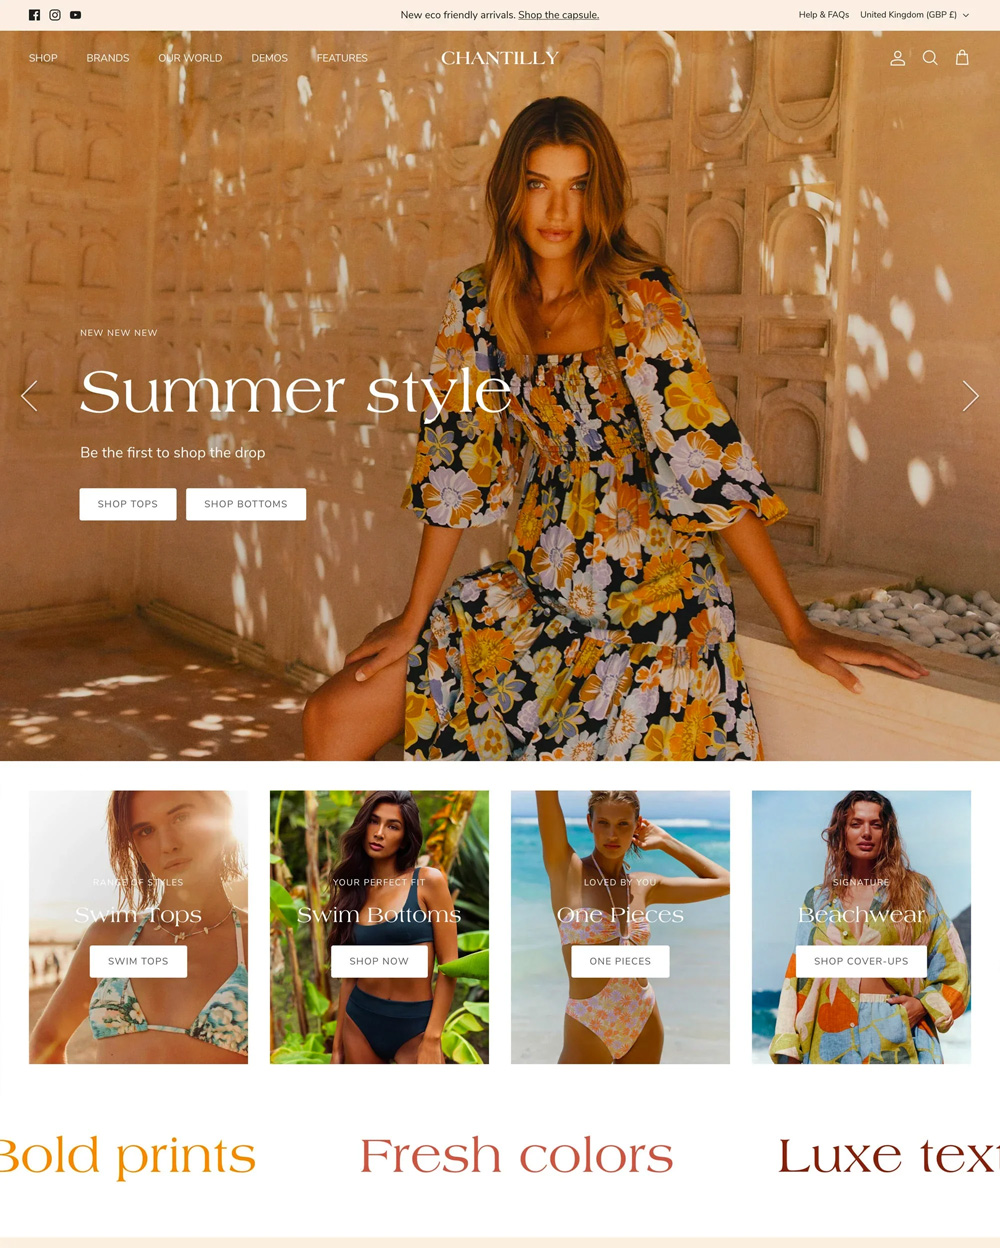 New eco friendly arrivals. Shop the capsule.
Help & FAQs
United Kingdom (GBP £)
SHOP
BRANDS
OUR WORLD
DEMOS
FEATURES
CHANTILLY
NEW NEW NEW
Summer style
Be the first to shop the drop
SHOP TOPS
SHOP BOTTOMS
RANGE OF STYLES
Swim Tops
SWIM TOPS
YOUR PERFECT FIT
Swim Bottoms
SHOP NOW
LOVED BY YOU
One Pieces
ONE PIECES
SIGNATURE
Beachwear
SHOP COVER-UPS
Bold prints
Fresh colors
Luxe text